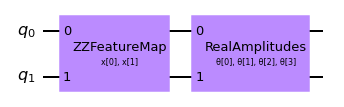 q0 0 ZZFeatureMap 0 RealAmplitudes
x[0], x[1] θ[0], θ[1], θ[2], θ[3]
q1 1 1